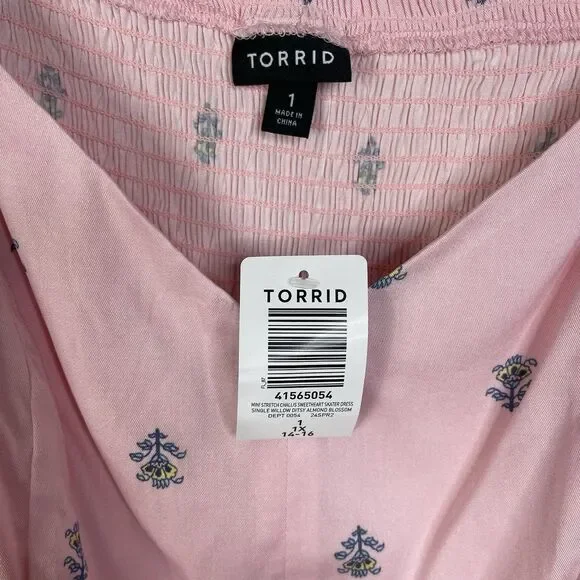 TORRID
1
MADE IN
CHINA
TORRID
FL_R7
41565054
MINI STRETCH CHALLIS SWEETHEART SKATER DRESS
SINGLE WILLOW DITSY ALMOND BLOSSOM
DEPT 0054 24SPR2
1
1X
14-16